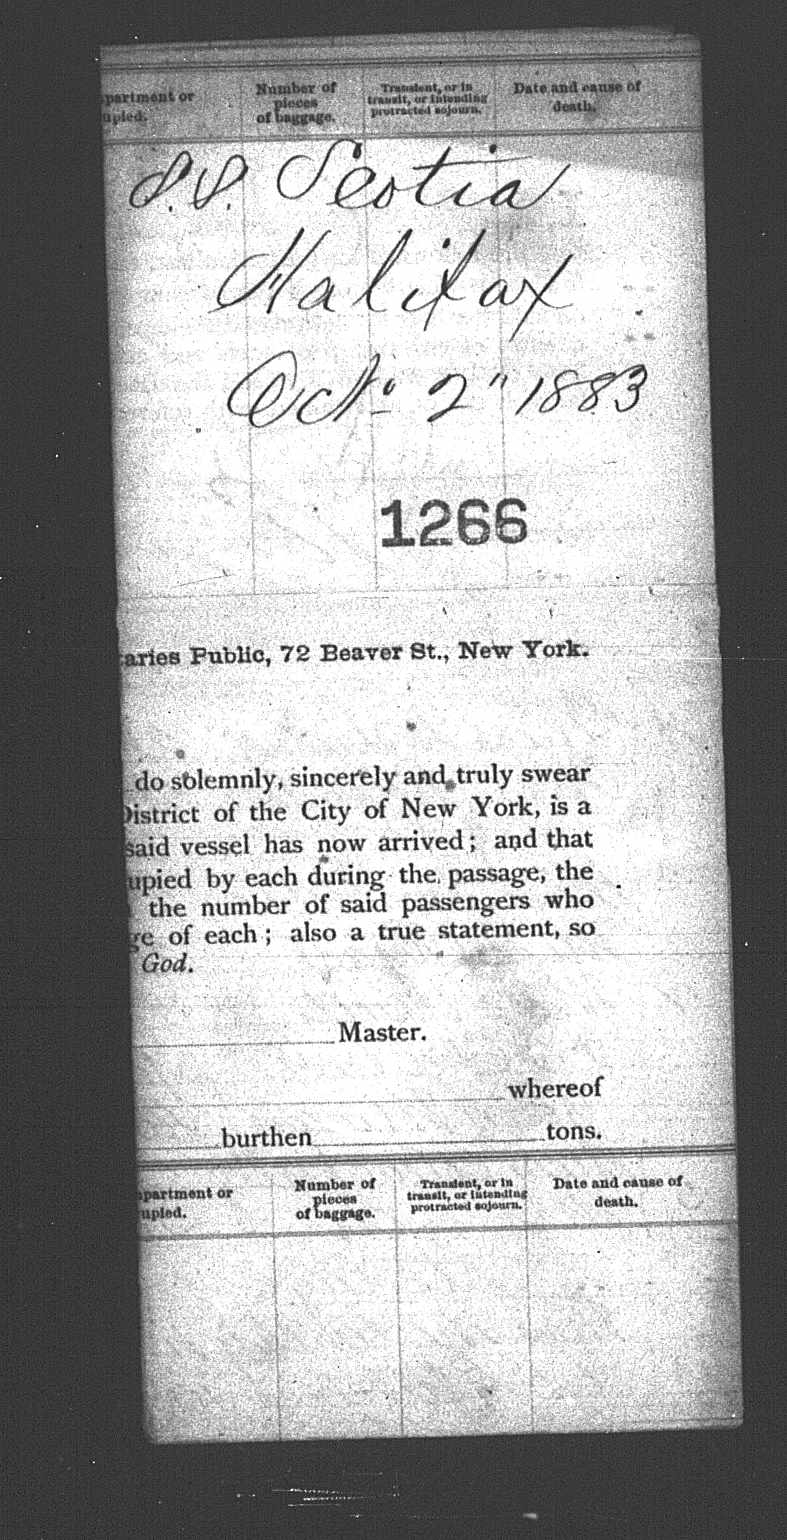 partment or
upied.
Number of
pieces
of baggage.
Transient, or in
transit, or intending
protracted sojourn.
Date and cause of
death.
S.S. Scotia
Halifax
Oct. 2" 1883
1266
aries Public, 72 Beaver St., New York.
do solemnly, sincerely and truly swear
District of the City of New York, is a
said vessel has now arrived; and that
upied by each during the passage, the
the number of said passengers who
ge of each; also a true statement, so
God.
Master.
whereof
burthen tons.
partment or
upied.
Number of
pieces
of baggage.
Transient, or in
transit, or intending
protracted sojourn.
Date and cause of
death.